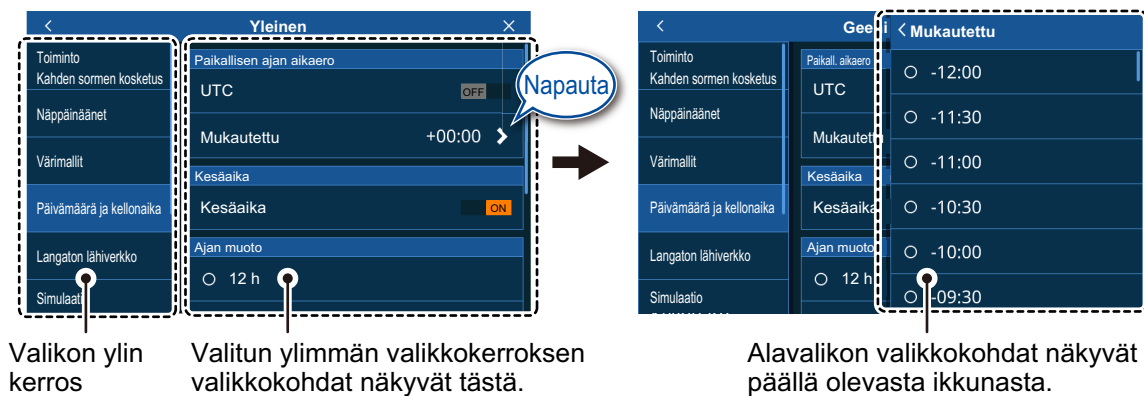 Yleinen
Toiminto
Kahden sormen kosketus
Näppäinäänet
Värimallit
Päivämäärä ja kellonaika
Langaton lähiverkko
Simulaatio
Paikallisen ajan aikaero
UTC
OFF
Mukautettu +00:00
Kesäaika
Kesäaika ON
Ajan muoto
12 h
Napauta
Valikon ylin
kerros
Valitun ylimmän valikkokerroksen
valikkokohdat näkyvät tästä.
Toiminto
Kahden sormen kosketus
Näppäinäänet
Värimallit
Päivämäärä ja kellonaika
Langaton lähiverkko
Simulaatio
Paikall. aikaero
UTC
Mukautettu
Kesäaika
Kesäaika
Ajan muoto
12 h
Mukautettu
-12:00
-11:30
-11:00
-10:30
-10:00
-09:30
Alavalikon valikkokohdat näkyvät
päällä olevasta ikkunasta.